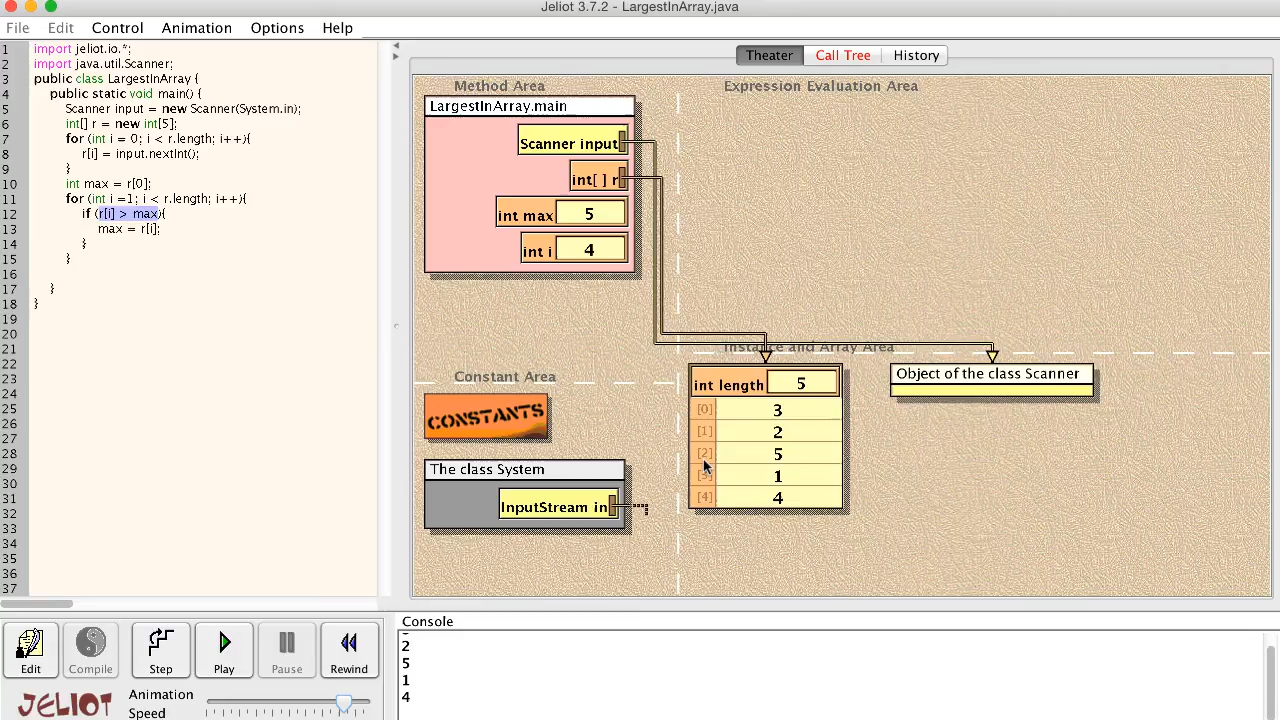 Jeliot 3.7.2 - LargestInArray.java
File Edit Control Animation Options Help
Theater Call Tree History
1 import jeliot.io.*;
2 import java.util.Scanner;
3 public class LargestInArray {
4 public static void main() {
5 Scanner input = new Scanner(System.in);
6 int[] r = new int[5];
7 for (int i = 0; i < r.length; i++){
8 r[i] = input.nextInt();
9 }
10 int max = r[0];
11 for (int i =1; i < r.length; i++){
12 if (r[i] > max){
13 max = r[i];
14 }
15 }
16
17 }
18 }
19
20
21
22
23
24
25
26
27
28
29
30
31
32
33
34
35
36
37
Method Area
LargestInArray.main
Scanner input
int[ ] r
int max 5
int i 4
Expression Evaluation Area
Constant Area
CONSTANTS
The class System
InputStream in
Instance and Array Area
int length 5
[0] 3
[1] 2
[2] 5
[3] 1
[4] 4
Object of the class Scanner
Edit Compile Step Play Pause Rewind
JELIOT
Animation
Speed
Console
2
5
1
4